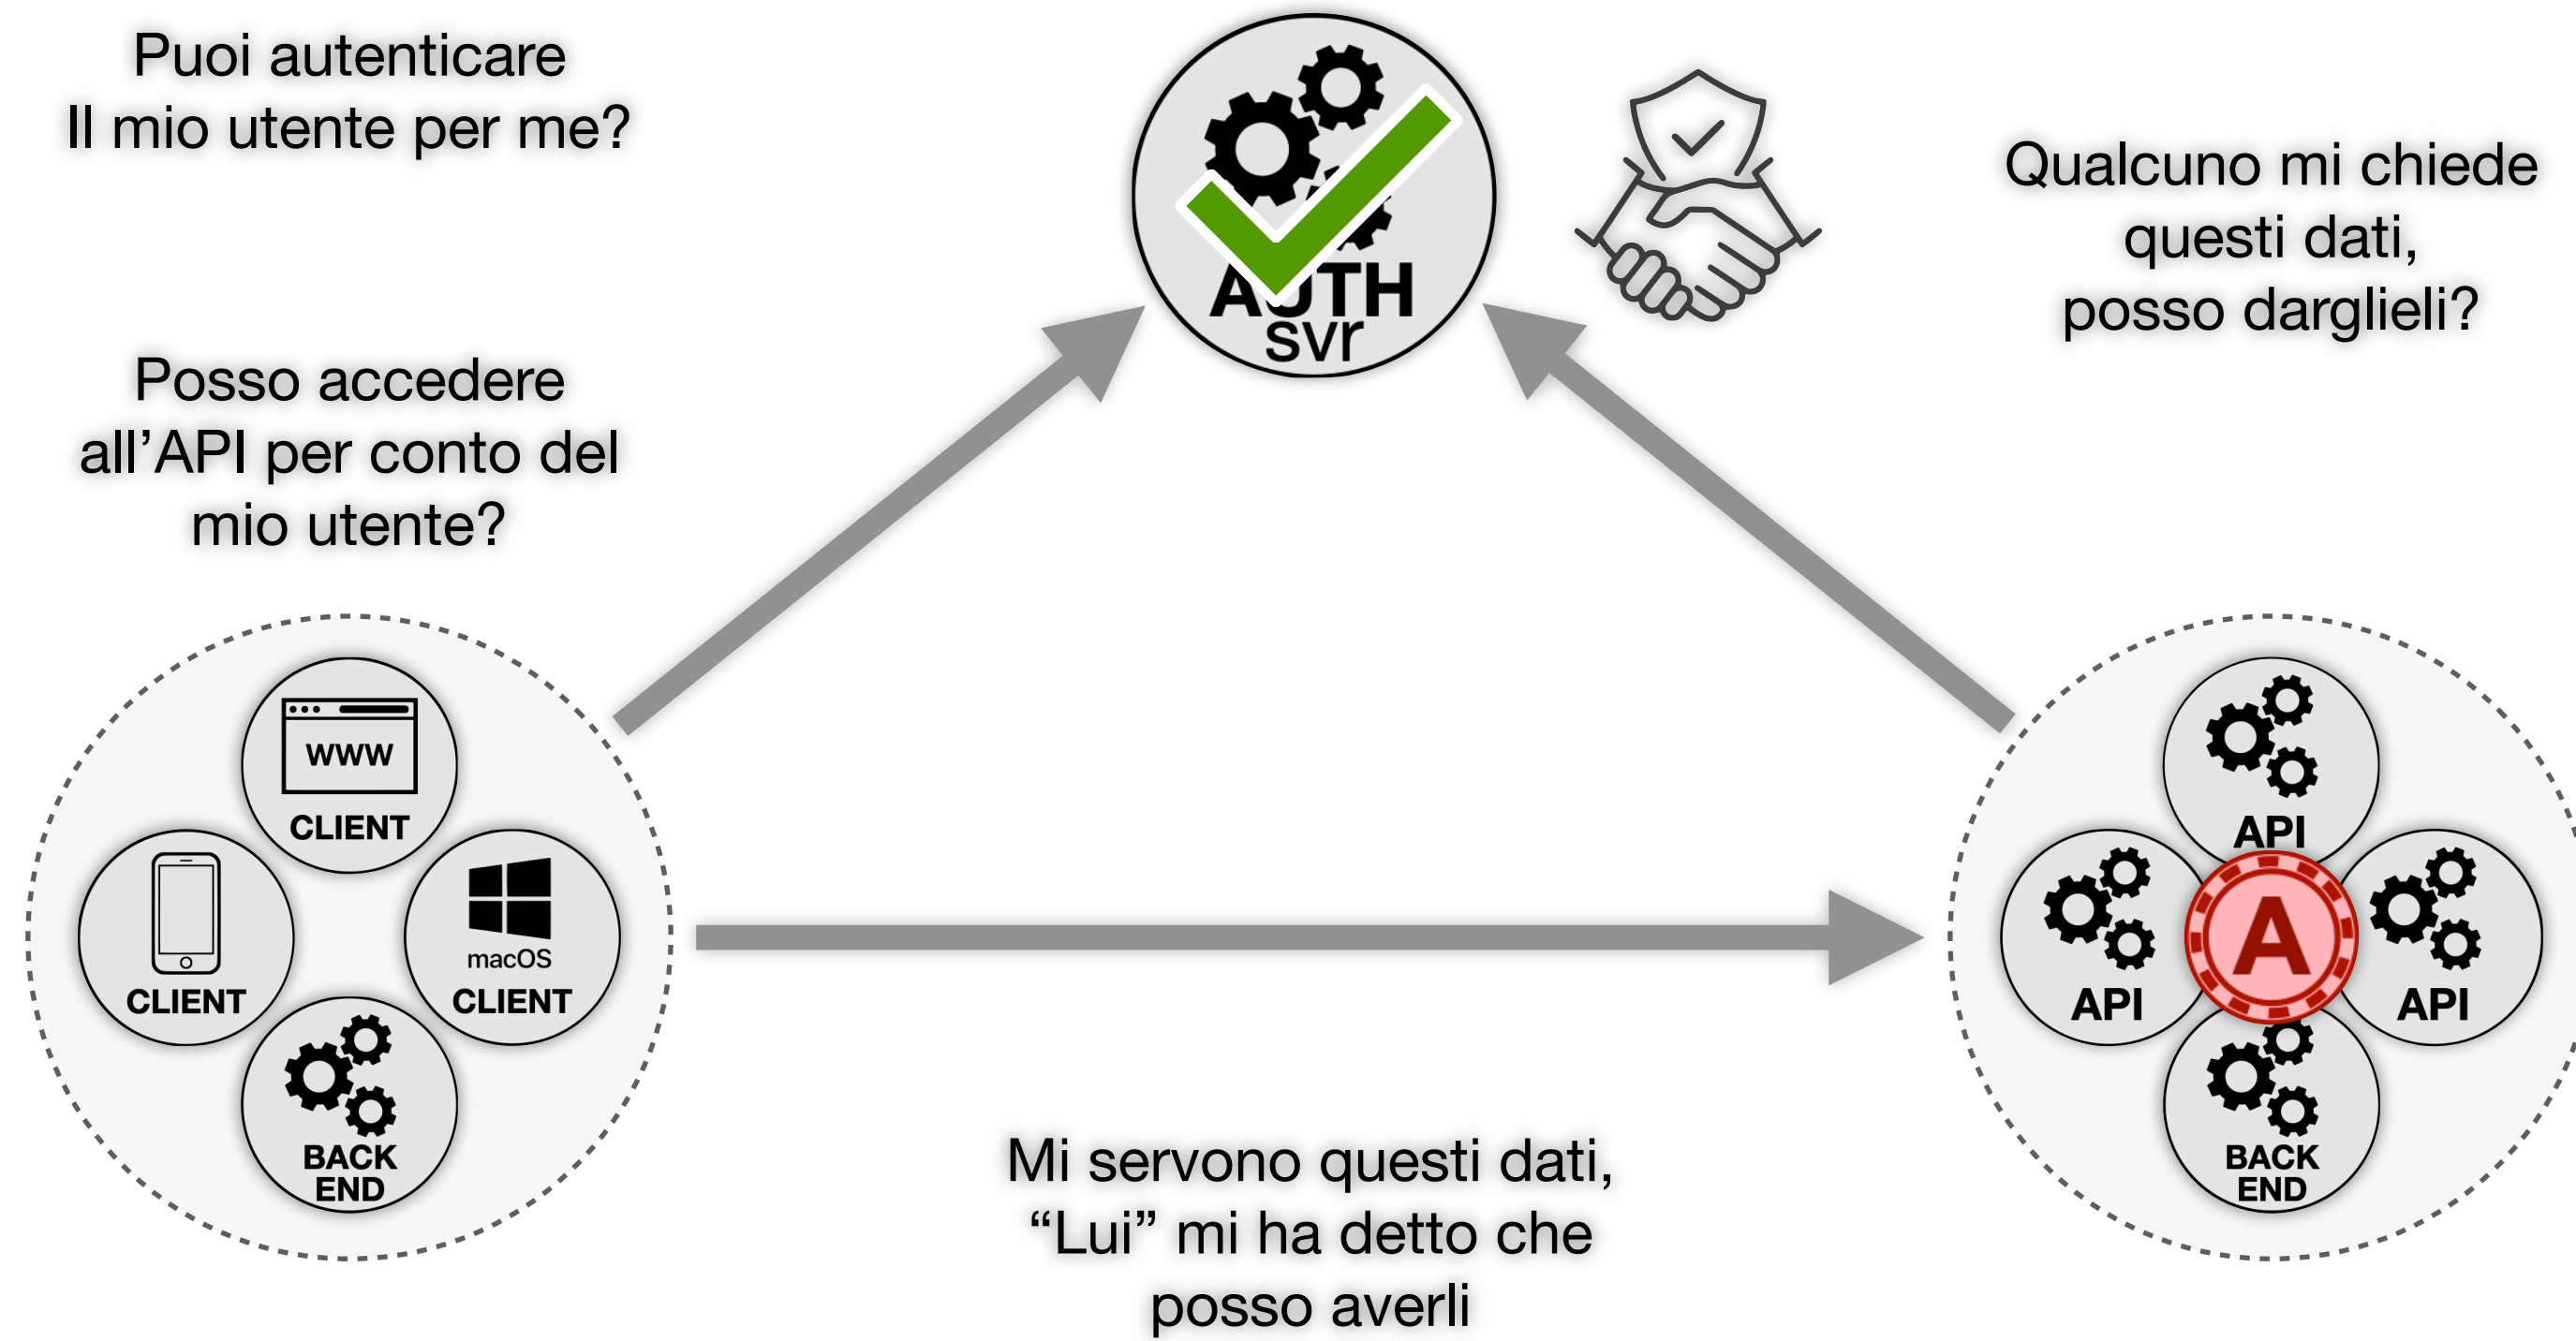 Puoi autenticare
Il mio utente per me?
Posso accedere
all’API per conto del
mio utente?
AUTH
svr
Qualcuno mi chiede
questi dati,
posso darglieli?
WWW
CLIENT
CLIENT
macOS
CLIENT
BACK
END
Mi servono questi dati,
“Lui” mi ha detto che
posso averli
API
API
A
API
BACK
END